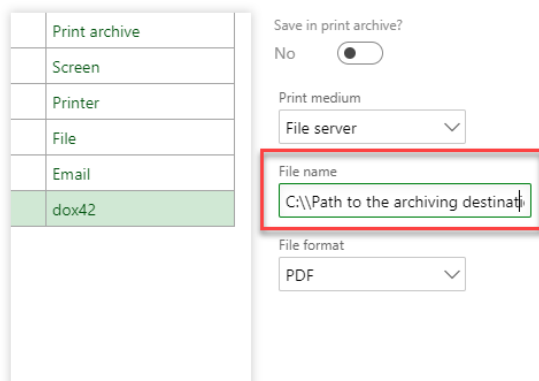 Print archive
Screen
Printer
File
Email
dox42
Save in print archive?
No
Print medium
File server
File name
C:\\Path to the archiving destinati
File format
PDF